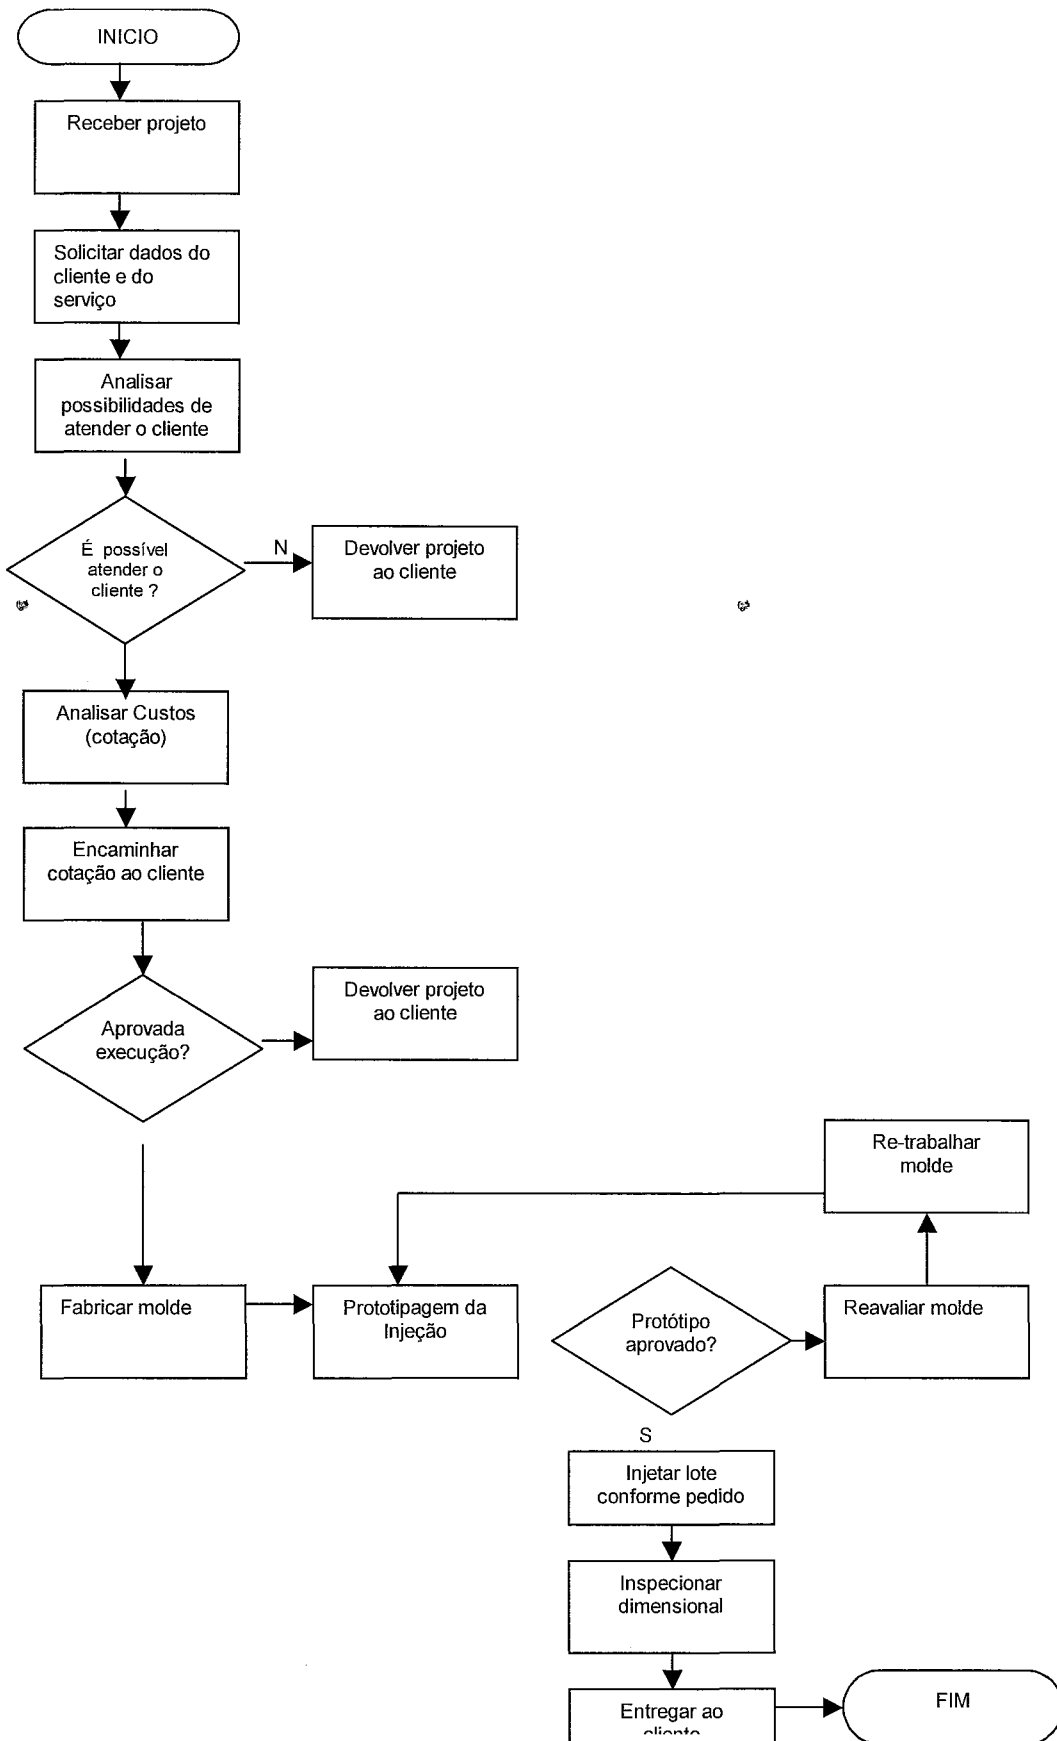 INICIO
Receber projeto
Solicitar dados do
cliente e do
serviço
Analisar
possibilidades de
atender o cliente
É possível
atender o
cliente ?
N
Devolver projeto
ao cliente
Analisar Custos
(cotação)
Encaminhar
cotação ao cliente
Aprovada
execução?
Devolver projeto
ao cliente
Re-trabalhar
molde
Fabricar molde
Prototipagem da
Injeção
Protótipo
aprovado?
Reavaliar molde
S
Injetar lote
conforme pedido
Inspecionar
dimensional
Entregar ao
cliente
FIM